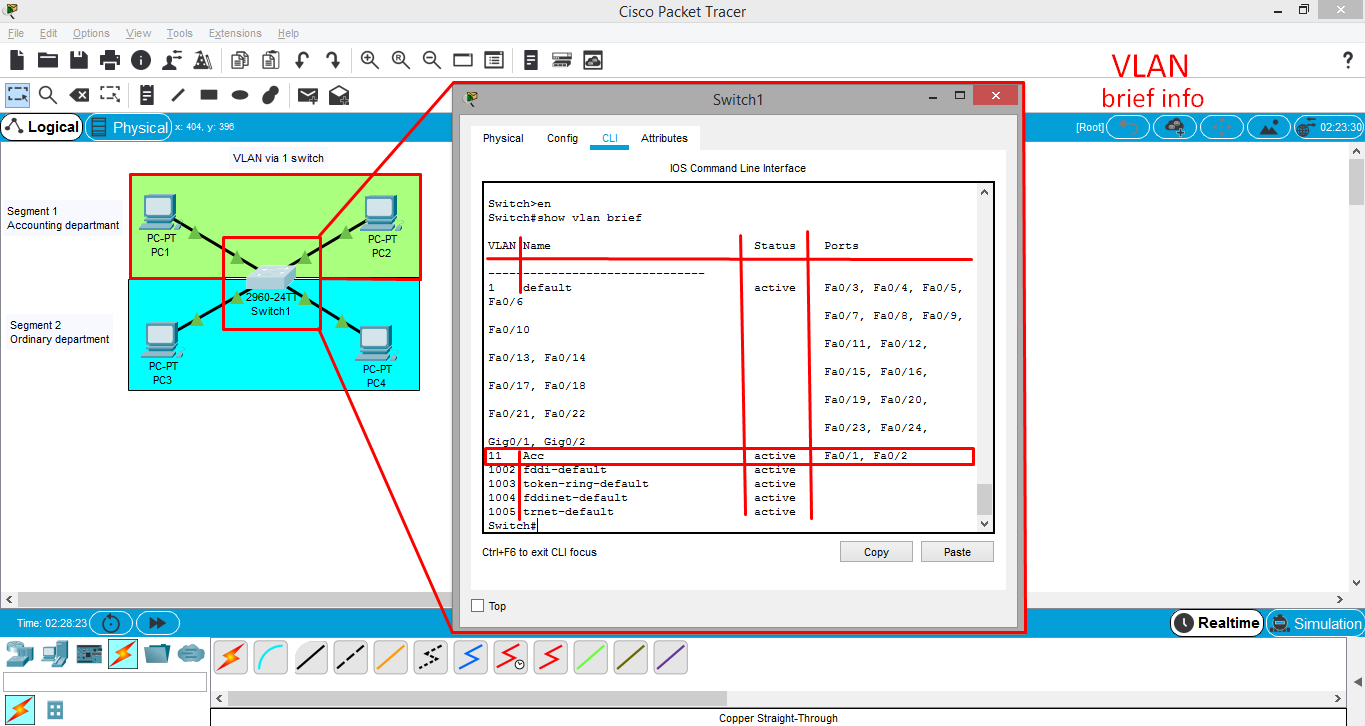 Cisco Packet Tracer
File Edit Options View Tools Extensions Help
VLAN
brief info
Logical Physical x: 404, y: 396 [Root] 02:23:30
VLAN via 1 switch
Segment 1
Accounting departmant
PC-PT
PC1
PC-PT
PC2
2960-24TT
Switch1
Segment 2
Ordinary department
PC-PT
PC3
PC-PT
PC4
Switch1
Physical Config CLI Attributes
IOS Command Line Interface
Switch>en
Switch#show vlan brief
VLAN Name Status Ports
-------------------------------
1 default active Fa0/3, Fa0/4, Fa0/5,
Fa0/6
Fa0/7, Fa0/8, Fa0/9,
Fa0/10
Fa0/11, Fa0/12,
Fa0/13, Fa0/14
Fa0/15, Fa0/16,
Fa0/17, Fa0/18
Fa0/19, Fa0/20,
Fa0/21, Fa0/22
Fa0/23, Fa0/24,
Gig0/1, Gig0/2
11 Acc active Fa0/1, Fa0/2
1002 fddi-default active
1003 token-ring-default active
1004 fddinet-default active
1005 trnet-default active
Switch#
Ctrl+F6 to exit CLI focus
Copy Paste
Top
Time: 02:28:23
Realtime Simulation
Copper Straight-Through